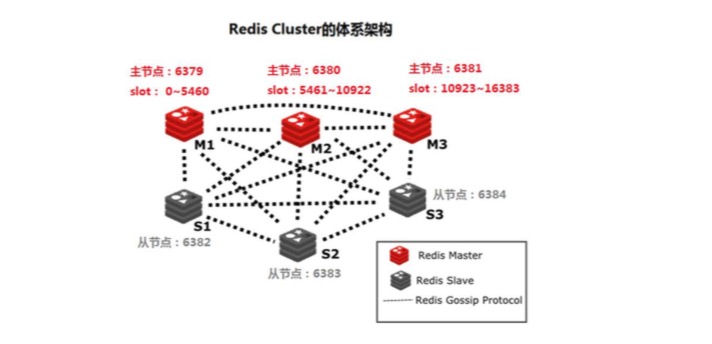 Redis Cluster的体系架构
主节点：6379
slot： 0~5460
主节点：6380
slot：5461~10922
主节点：6381
slot：10923~16383
M1
M2
M3
S1
从节点：6382
S2
从节点：6383
从节点：6384
S3
Redis Master
Redis Slave
Redis Gossip Protocol